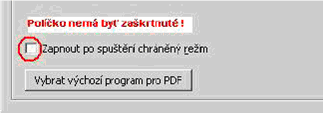 Políčko nemá byť zaškrtnuté !
Zapnout po spuštění chráněný režim
Vybrat výchozí program pro PDF